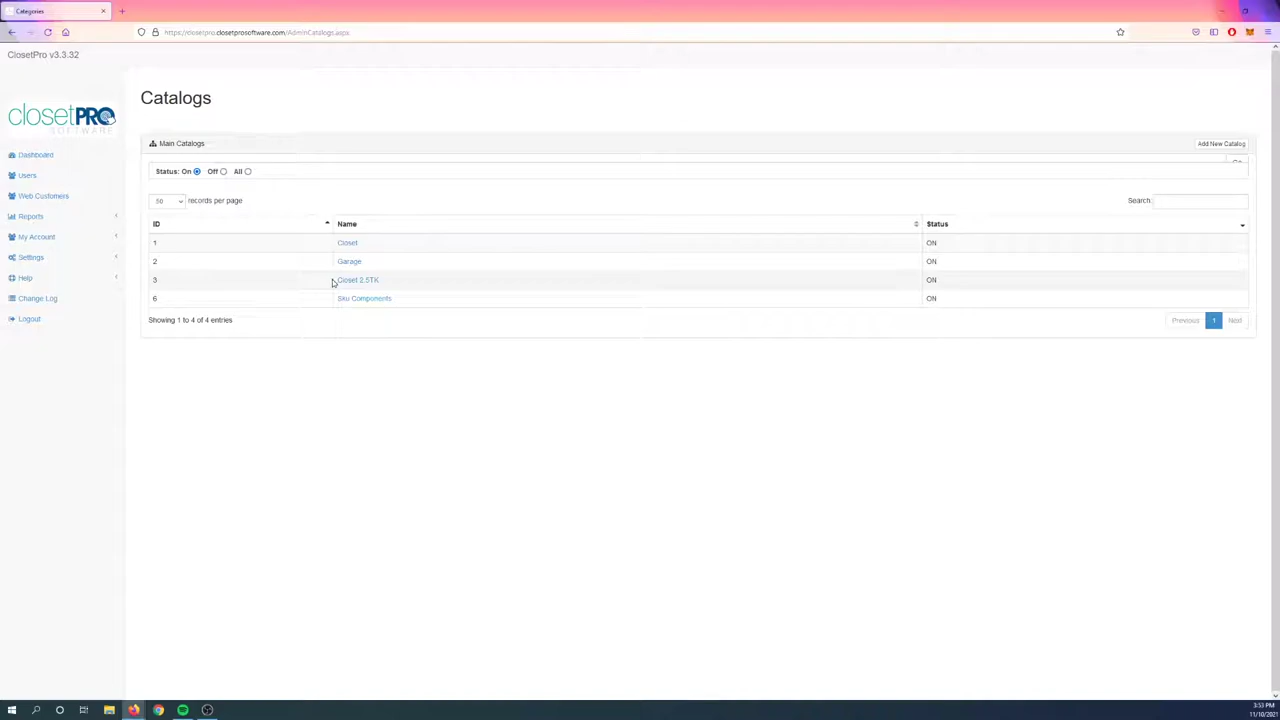 Categories
https://closetpro.closetprosoftware.com/AdminCatalogs.aspx
ClosetPro v3.3.32
closetPRO
SOFTWARE
Dashboard
Users
Web Customers
Reports
My Account
Settings
Help
Change Log
Logout
Catalogs
Main Catalogs
Add New Catalog
Status: On Off All
50 records per page
Search:
ID Name Status
1 Closet ON
2 Garage ON
3 Closet 2.5TK ON
6 Sku Components ON
Showing 1 to 4 of 4 entries
Previous 1 Next
3:53 PM
11/10/2021